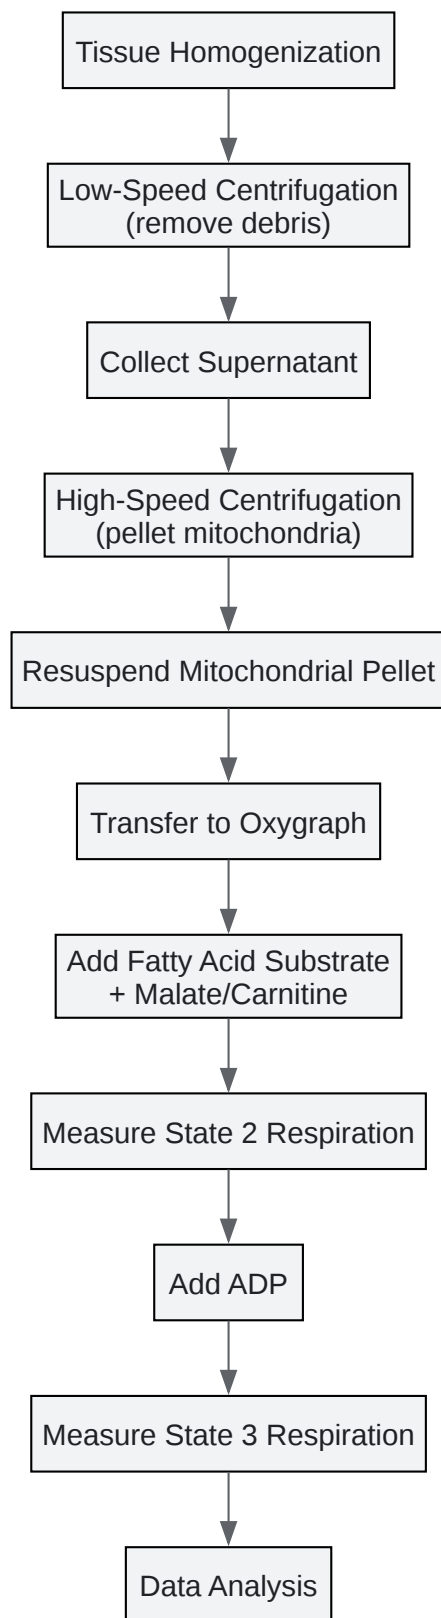 Tissue Homogenization
Low-Speed Centrifugation
(remove debris)
Collect Supernatant
High-Speed Centrifugation
(pellet mitochondria)
Resuspend Mitochondrial Pellet
Transfer to Oxygraph
Add Fatty Acid Substrate
+ Malate/Carnitine
Measure State 2 Respiration
Add ADP
Measure State 3 Respiration
Data Analysis